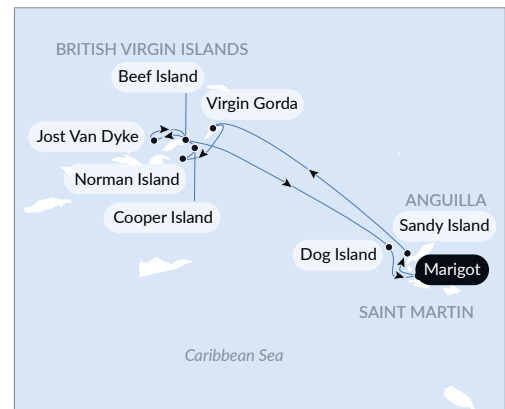 BRITISH VIRGIN ISLANDS
Beef Island
Virgin Gorda
Jost Van Dyke
Norman Island
Cooper Island
ANGUILLA
Sandy Island
Dog Island
Marigot
SAINT MARTIN
Caribbean Sea